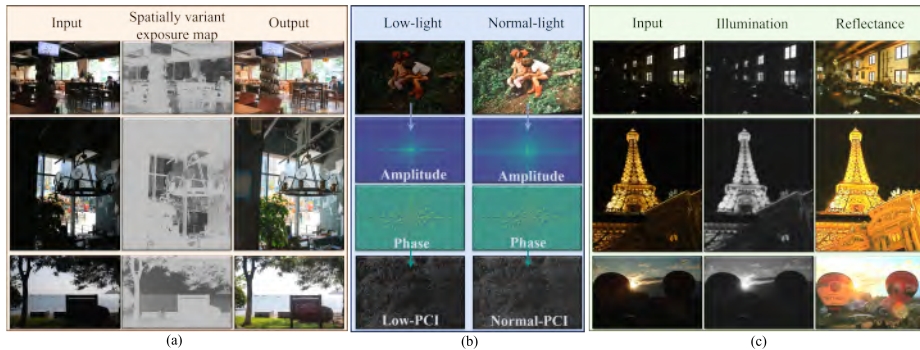 Input
Spatially variant
exposure map
Output
Low-light
Normal-light
Amplitude
Amplitude
Phase
Phase
Low-PCI
Normal-PCI
Input
Illumination
Reflectance
(a)
(b)
(c)